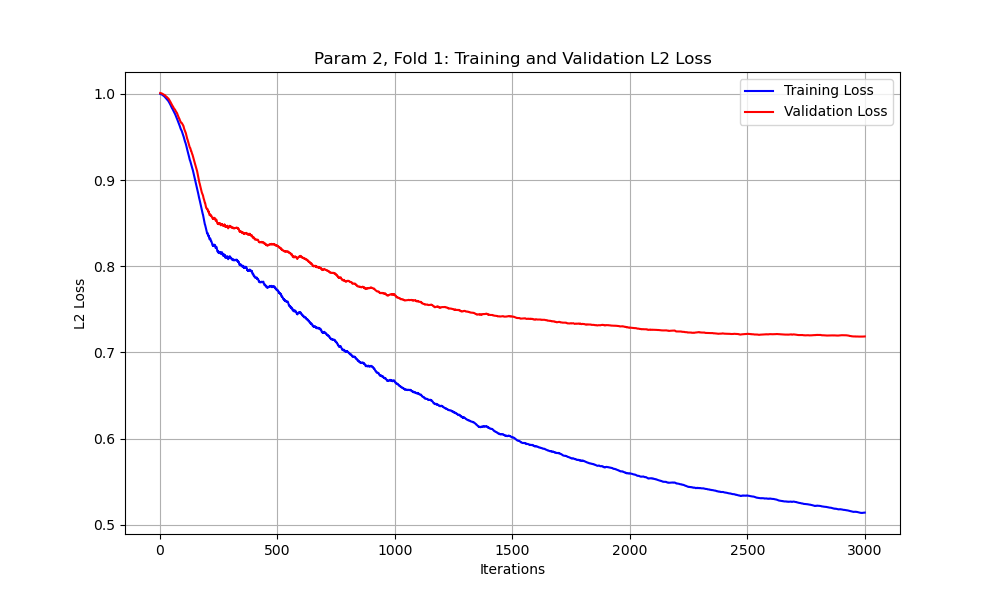 Param 2, Fold 1: Training and Validation L2 Loss
Training Loss
Validation Loss
1.0
0.9
0.8
0.7
0.6
0.5
L2 Loss
0
500
1000
1500
2000
2500
3000
Iterations